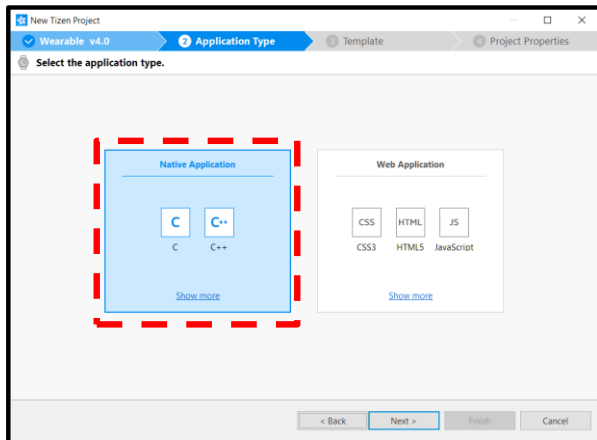 New Tizen Project
Wearable v4.0
2 Application Type
3 Template
4 Project Properties
Select the application type.
Native Application
Web Application
C C++
CSS HTML JS
C C++
CSS3 HTML5 JavaScript
Show more
Show more
< Back Next > Finish Cancel